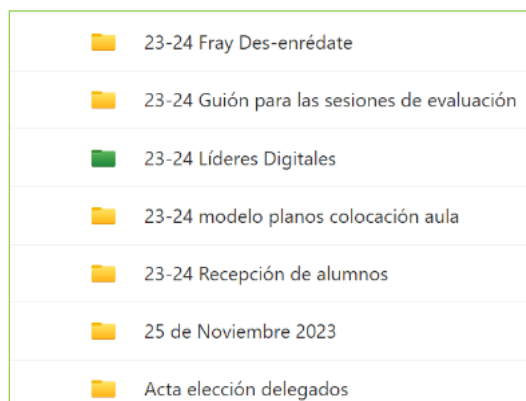 23-24 Fray Des-enrédate
23-24 Guión para las sesiones de evaluación
23-24 Líderes Digitales
23-24 modelo planos colocación aula
23-24 Recepción de alumnos
25 de Noviembre 2023
Acta elección delegados